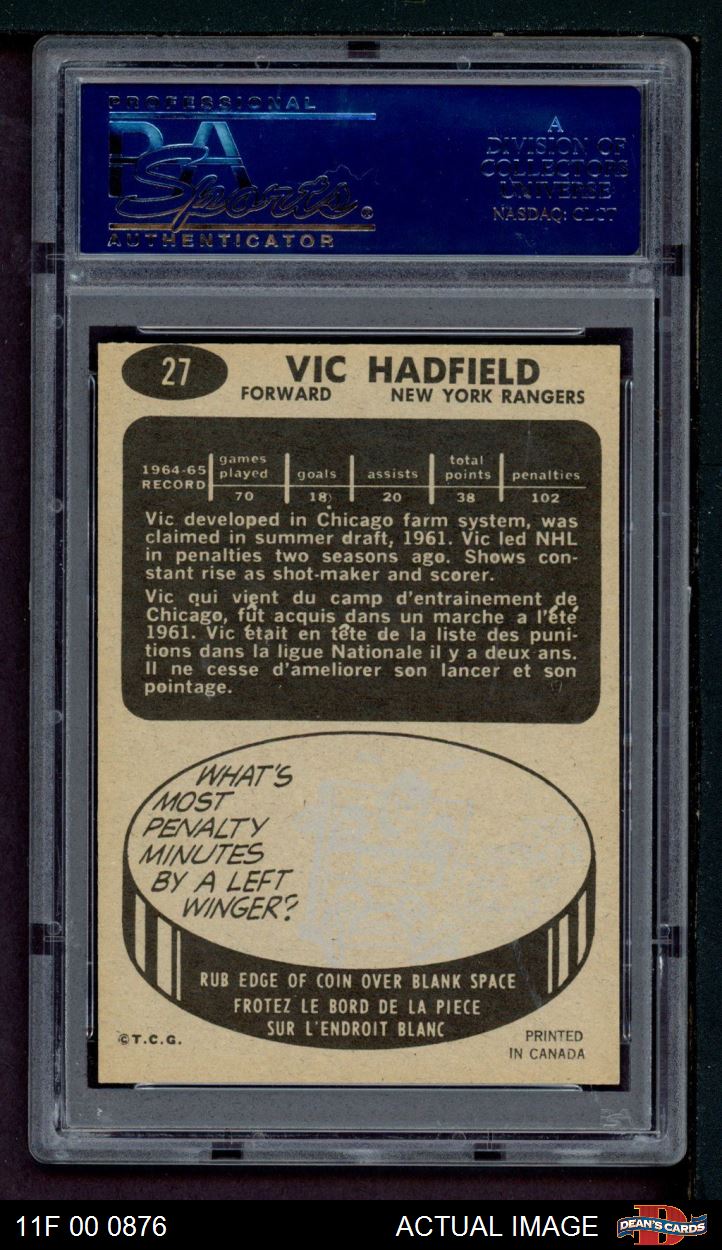 PROFESSIONAL
PSA
Sports®
AUTHENTICATOR
A
DIVISION OF
COLLECTORS
UNIVERSE
NASDAQ: CLCT
27
VIC HADFIELD
FORWARD NEW YORK RANGERS
1964-65 RECORD games played goals assists total points penalties
70 18 20 38 102
Vic developed in Chicago farm system, was
claimed in summer draft, 1961. Vic led NHL
in penalties two seasons ago. Shows con-
stant rise as shot-maker and scorer.
Vic qui vient du camp d'entrainement de
Chicago, fût acquis dans un marche a l'été
1961. Vic était en tête de la liste des puni-
tions dans la ligue Nationale il y a deux ans.
Il ne cesse d'ameliorer son lancer et son
pointage.
WHAT'S
MOST
PENALTY
MINUTES
BY A LEFT
WINGER?
RUB EDGE OF COIN OVER BLANK SPACE
FROTEZ LE BORD DE LA PIECE
SUR L'ENDROIT BLANC
©T.C.G.
PRINTED
IN CANADA
11F 00 0876
ACTUAL IMAGE
DEAN'S CARDS